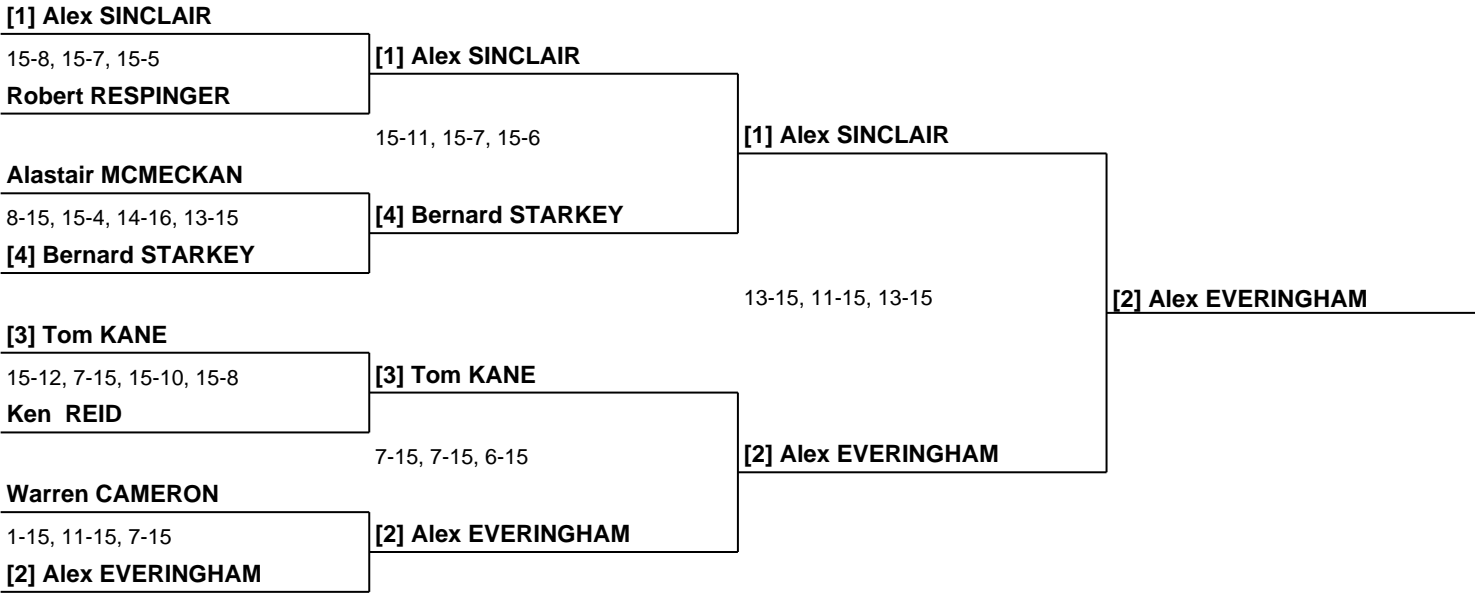 [1] Alex SINCLAIR
15-8, 15-7, 15-5
Robert RESPINGER
[1] Alex SINCLAIR
15-11, 15-7, 15-6
Alastair MCMECKAN
8-15, 15-4, 14-16, 13-15
[4] Bernard STARKEY
[4] Bernard STARKEY
[1] Alex SINCLAIR
13-15, 11-15, 13-15
[2] Alex EVERINGHAM
[3] Tom KANE
15-12, 7-15, 15-10, 15-8
Ken REID
[3] Tom KANE
7-15, 7-15, 6-15
[2] Alex EVERINGHAM
Warren CAMERON
1-15, 11-15, 7-15
[2] Alex EVERINGHAM
[2] Alex EVERINGHAM